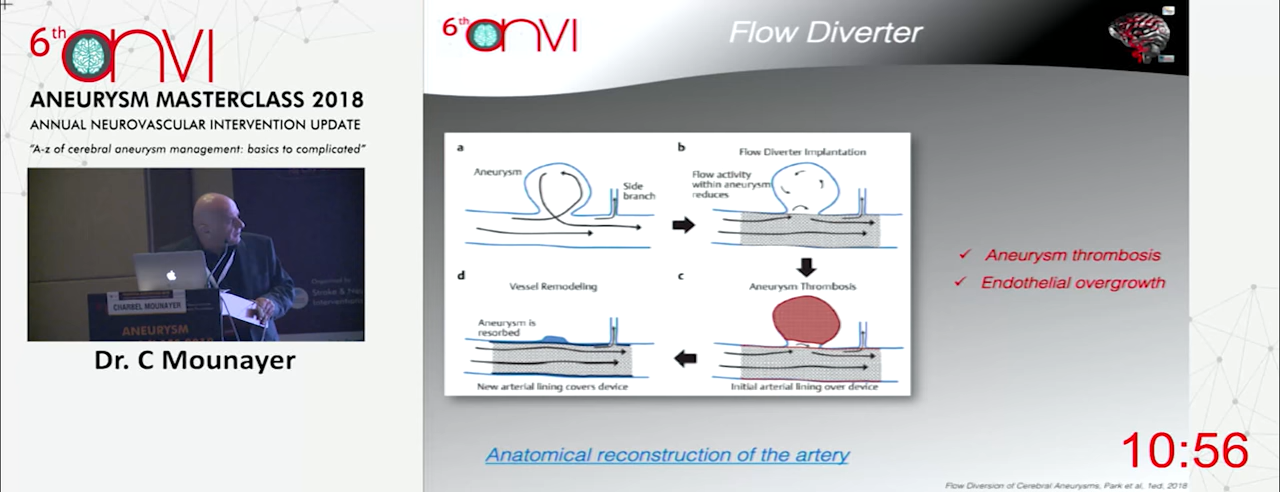 6th anvi
ANEURYSM MASTERCLASS 2018
ANNUAL NEUROVASCULAR INTERVENTION UPDATE
"A-z of cerebral aneurysm management: basics to complicated"
CHARBEL MOUNAYER
ANEURYSM
Organised by
Stroke &
Dr. C Mounayer
6th anvi
Flow Diverter
a
Aneurysm
Side
branch
b
Flow Diverter Implantation
Flow activity
within aneurysm
reduces
d
Vessel Remodeling
Aneurysm is
resorbed
New arterial lining covers device
c
Aneurysm Thrombosis
Initial arterial lining over device
✓ Aneurysm thrombosis
✓ Endothelial overgrowth
Anatomical reconstruction of the artery
10:56
Flow Diversion of Cerebral Aneurysms, Park et al. 1ed. 2018